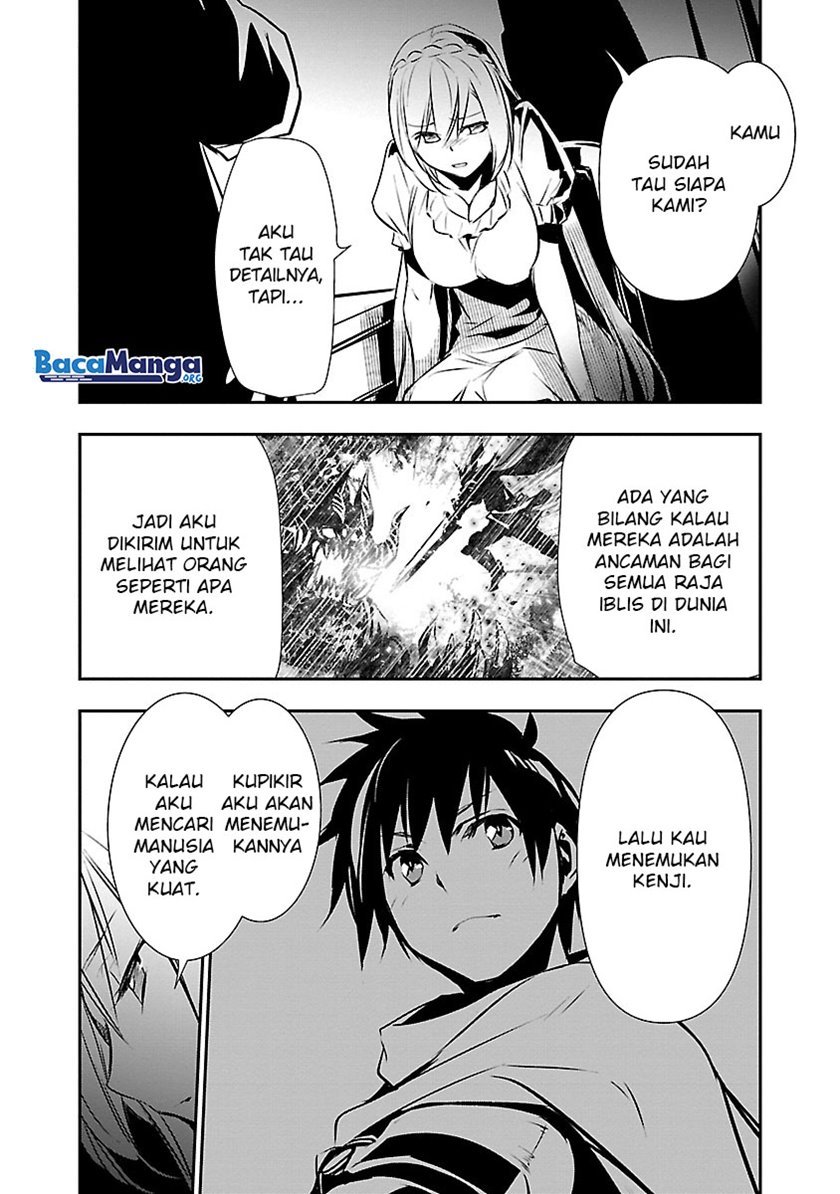 KAMU
SUDAH
TAU SIAPA
KAMI?
AKU
TAK TAU
DETAILNYA,
TAPI...
BacaManga
.ORG
ADA YANG
BILANG KALAU
MEREKA ADALAH
ANCAMAN BAGI
SEMUA RAJA
IBLIS DI DUNIA
INI.
JADI AKU
DIKIRIM UNTUK
MELIHAT ORANG
SEPERTI APA
MEREKA.
LALU KAU
MENEMUKAN
KENJI.
KUPIKIR
AKU AKAN
MENEMU-
KANNYA
KALAU
AKU
MENCARI
MANUSIA
YANG
KUAT.